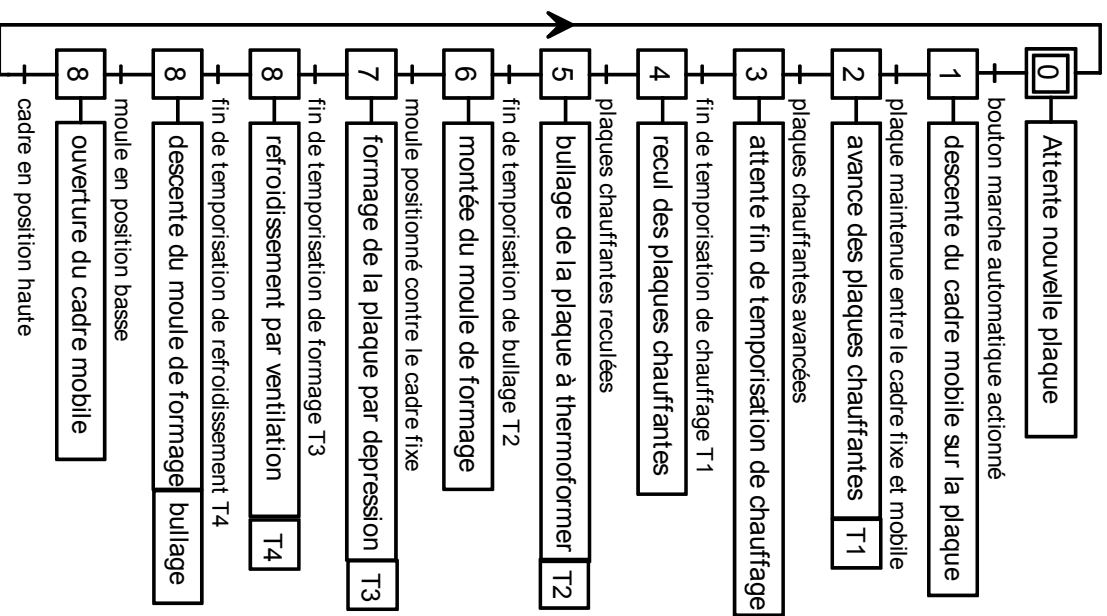 0
Attente nouvelle plaque
bouton marche automatique actionné
1
descente du cadre mobile sur la plaque
plaque maintenue entre le cadre fixe et mobile
2
avance des plaques chauffantes
T1
plaques chauffantes avancées
3
attente fin de temporisation de chauffage
fin de temporisation de chauffage T1
4
recul des plaques chauffantes
plaques chauffantes reculées
5
bullage de la plaque à thermoformer
T2
fin de temporisation de bullage T2
6
montée du moule de formage
moule positionné contre le cadre fixe
7
formage de la plaque par depression
T3
fin de temporisation de formage T3
8
refroidissement par ventilation
T4
fin de temporisation de refroidissement T4
8
descente du moule de formage
bullage
moule en position basse
8
ouverture du cadre mobile
cadre en position haute